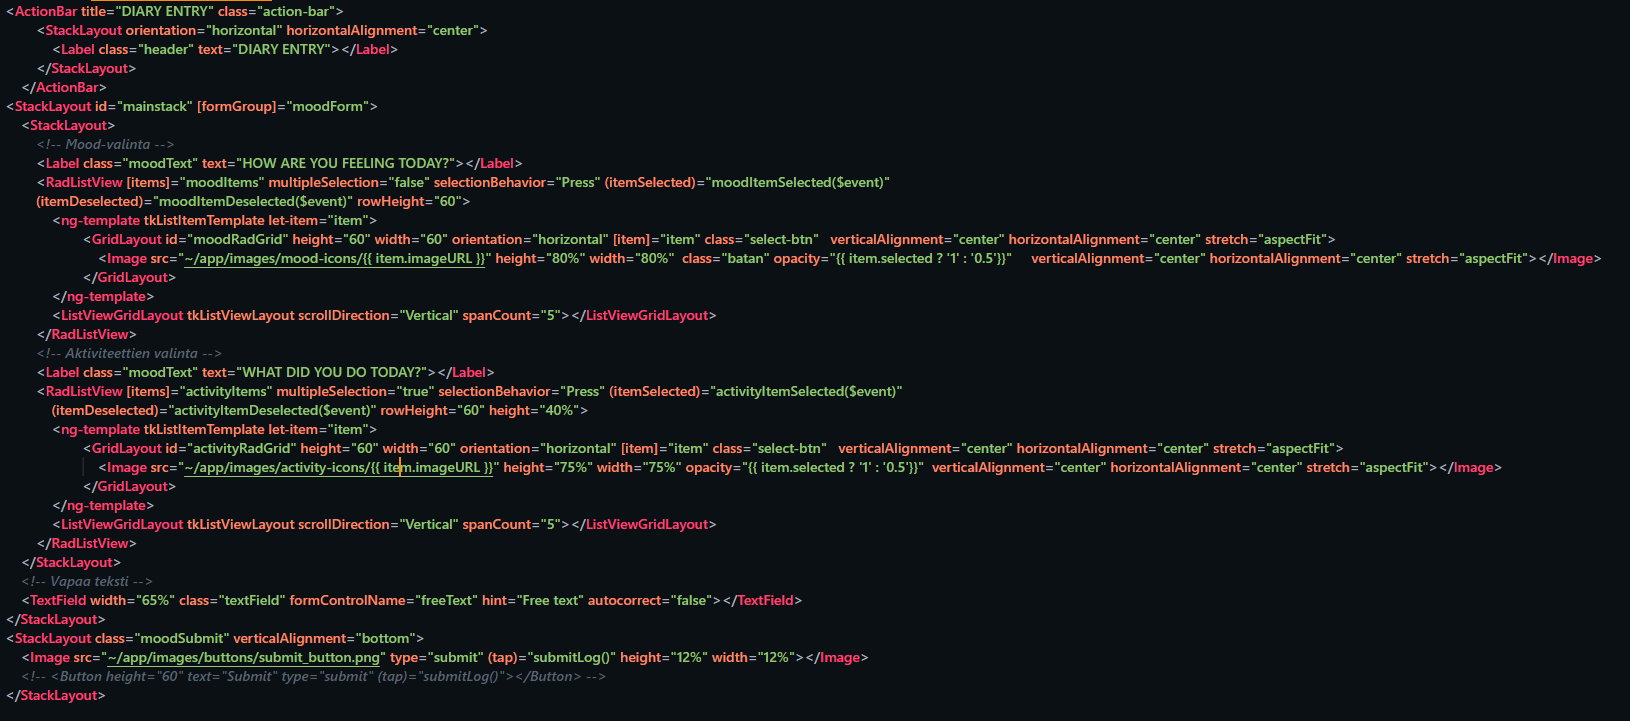 <ActionBar title="DIARY ENTRY" class="action-bar">
<StackLayout orientation="horizontal" horizontalAlignment="center">
<Label class="header" text="DIARY ENTRY"></Label>
</StackLayout>
</ActionBar>
<StackLayout id="mainstack" [formGroup]="moodForm">
<StackLayout>
<!-- Mood-valinta -->
<Label class="moodText" text="HOW ARE YOU FEELING TODAY?"></Label>
<RadListView [items]="moodItems" multipleSelection="false" selectionBehavior="Press" (itemSelected)="moodItemSelected($event)"
(itemDeselected)="moodItemDeselected($event)" rowHeight="60">
<ng-template tkListItemTemplate let-item="item">
<GridLayout id="moodRadGrid" height="60" width="60" orientation="horizontal" [item]="item" class="select-btn" verticalAlignment="center" horizontalAlignment="center" stretch="aspectFit">
<Image src="~/app/images/mood-icons/{{ item.imageURL }}" height="80%" width="80%" class="batan" opacity="{{ item.selected ? '1' : '0.5'}}" verticalAlignment="center" horizontalAlignment="center" stretch="aspectFit"></Image>
</GridLayout>
</ng-template>
<ListViewGridLayout tkListViewLayout scrollDirection="Vertical" spanCount="5"></ListViewGridLayout>
</RadListView>
<!-- Aktiviteettien valinta -->
<Label class="moodText" text="WHAT DID YOU DO TODAY?"></Label>
<RadListView [items]="activityItems" multipleSelection="true" selectionBehavior="Press" (itemSelected)="activityItemSelected($event)"
(itemDeselected)="activityItemDeselected($event)" rowHeight="60" height="40%">
<ng-template tkListItemTemplate let-item="item">
<GridLayout id="activityRadGrid" height="60" width="60" orientation="horizontal" [item]="item" class="select-btn" verticalAlignment="center" horizontalAlignment="center" stretch="aspectFit">
<Image src="~/app/images/activity-icons/{{ item.imageURL }}" height="75%" width="75%" opacity="{{ item.selected ? '1' : '0.5'}}" verticalAlignment="center" horizontalAlignment="center" stretch="aspectFit"></Image>
</GridLayout>
</ng-template>
<ListViewGridLayout tkListViewLayout scrollDirection="Vertical" spanCount="5"></ListViewGridLayout>
</RadListView>
</StackLayout>
<!-- Vapaa teksti -->
<TextField width="65%" class="textField" formControlName="freeText" hint="Free text" autocorrect="false"></TextField>
</StackLayout>
<StackLayout class="moodSubmit" verticalAlignment="bottom">
<Image src="~/app/images/buttons/submit_button.png" type="submit" (tap)="submitLog()" height="12%" width="12%"></Image>
<!-- <Button height="60" text="Submit" type="submit" (tap)="submitLog()"></Button> -->
</StackLayout>